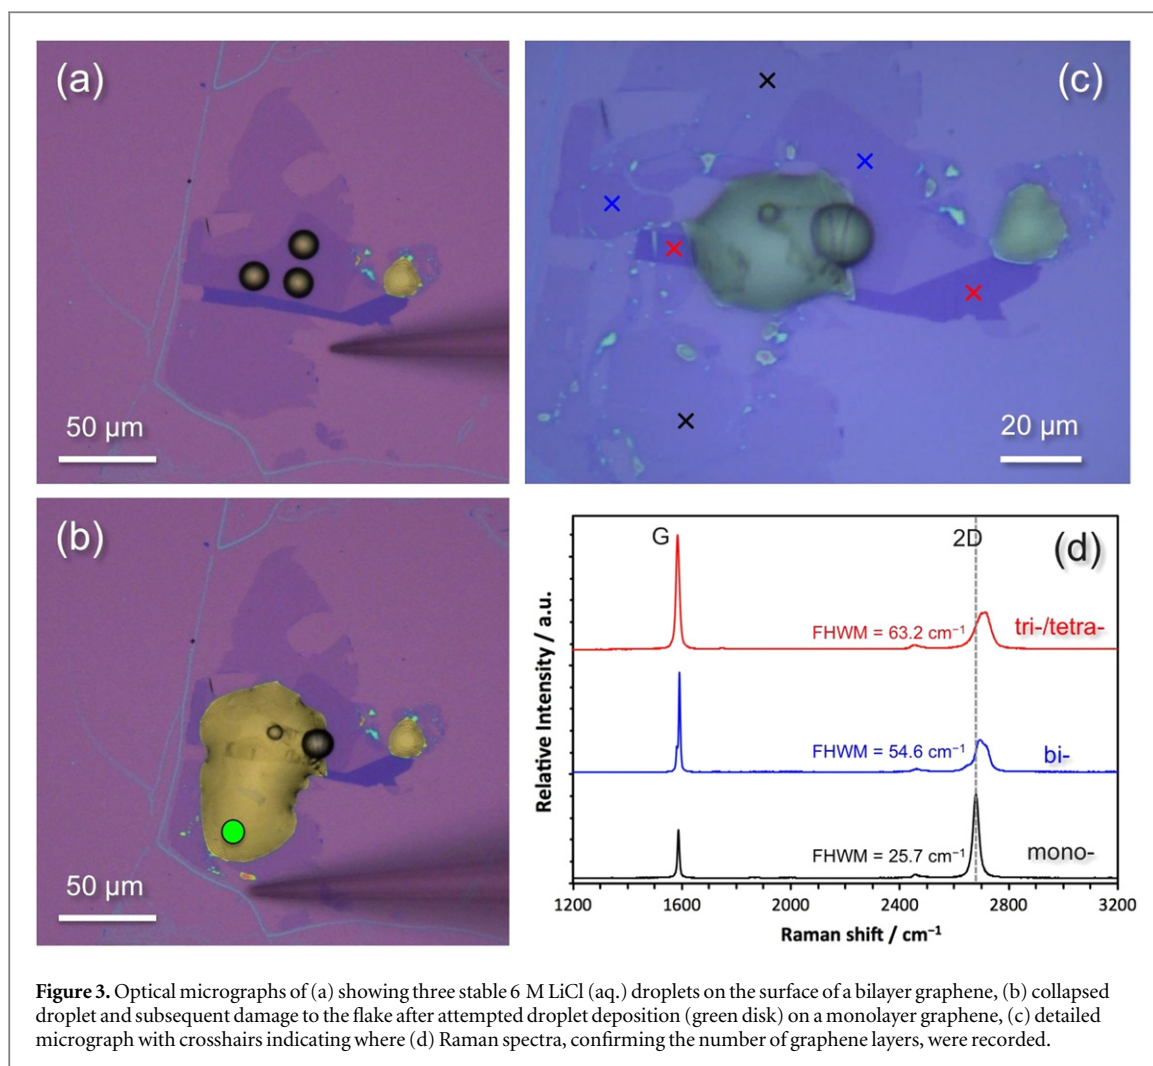 (a)
50 µm
(b)
50 µm
(c)
20 µm
(d)
G
2D
FHWM = 63.2 cm⁻¹
tri-/tetra-
FHWM = 54.6 cm⁻¹
bi-
FHWM = 25.7 cm⁻¹
mono-
Relative Intensity / a.u.
1200 1600 2000 2400 2800 3200
Raman shift / cm⁻¹
Figure 3. Optical micrographs of (a) showing three stable 6 M LiCl (aq.) droplets on the surface of a bilayer graphene, (b) collapsed
droplet and subsequent damage to the flake after attempted droplet deposition (green disk) on a monolayer graphene, (c) detailed
micrograph with crosshairs indicating where (d) Raman spectra, confirming the number of graphene layers, were recorded.